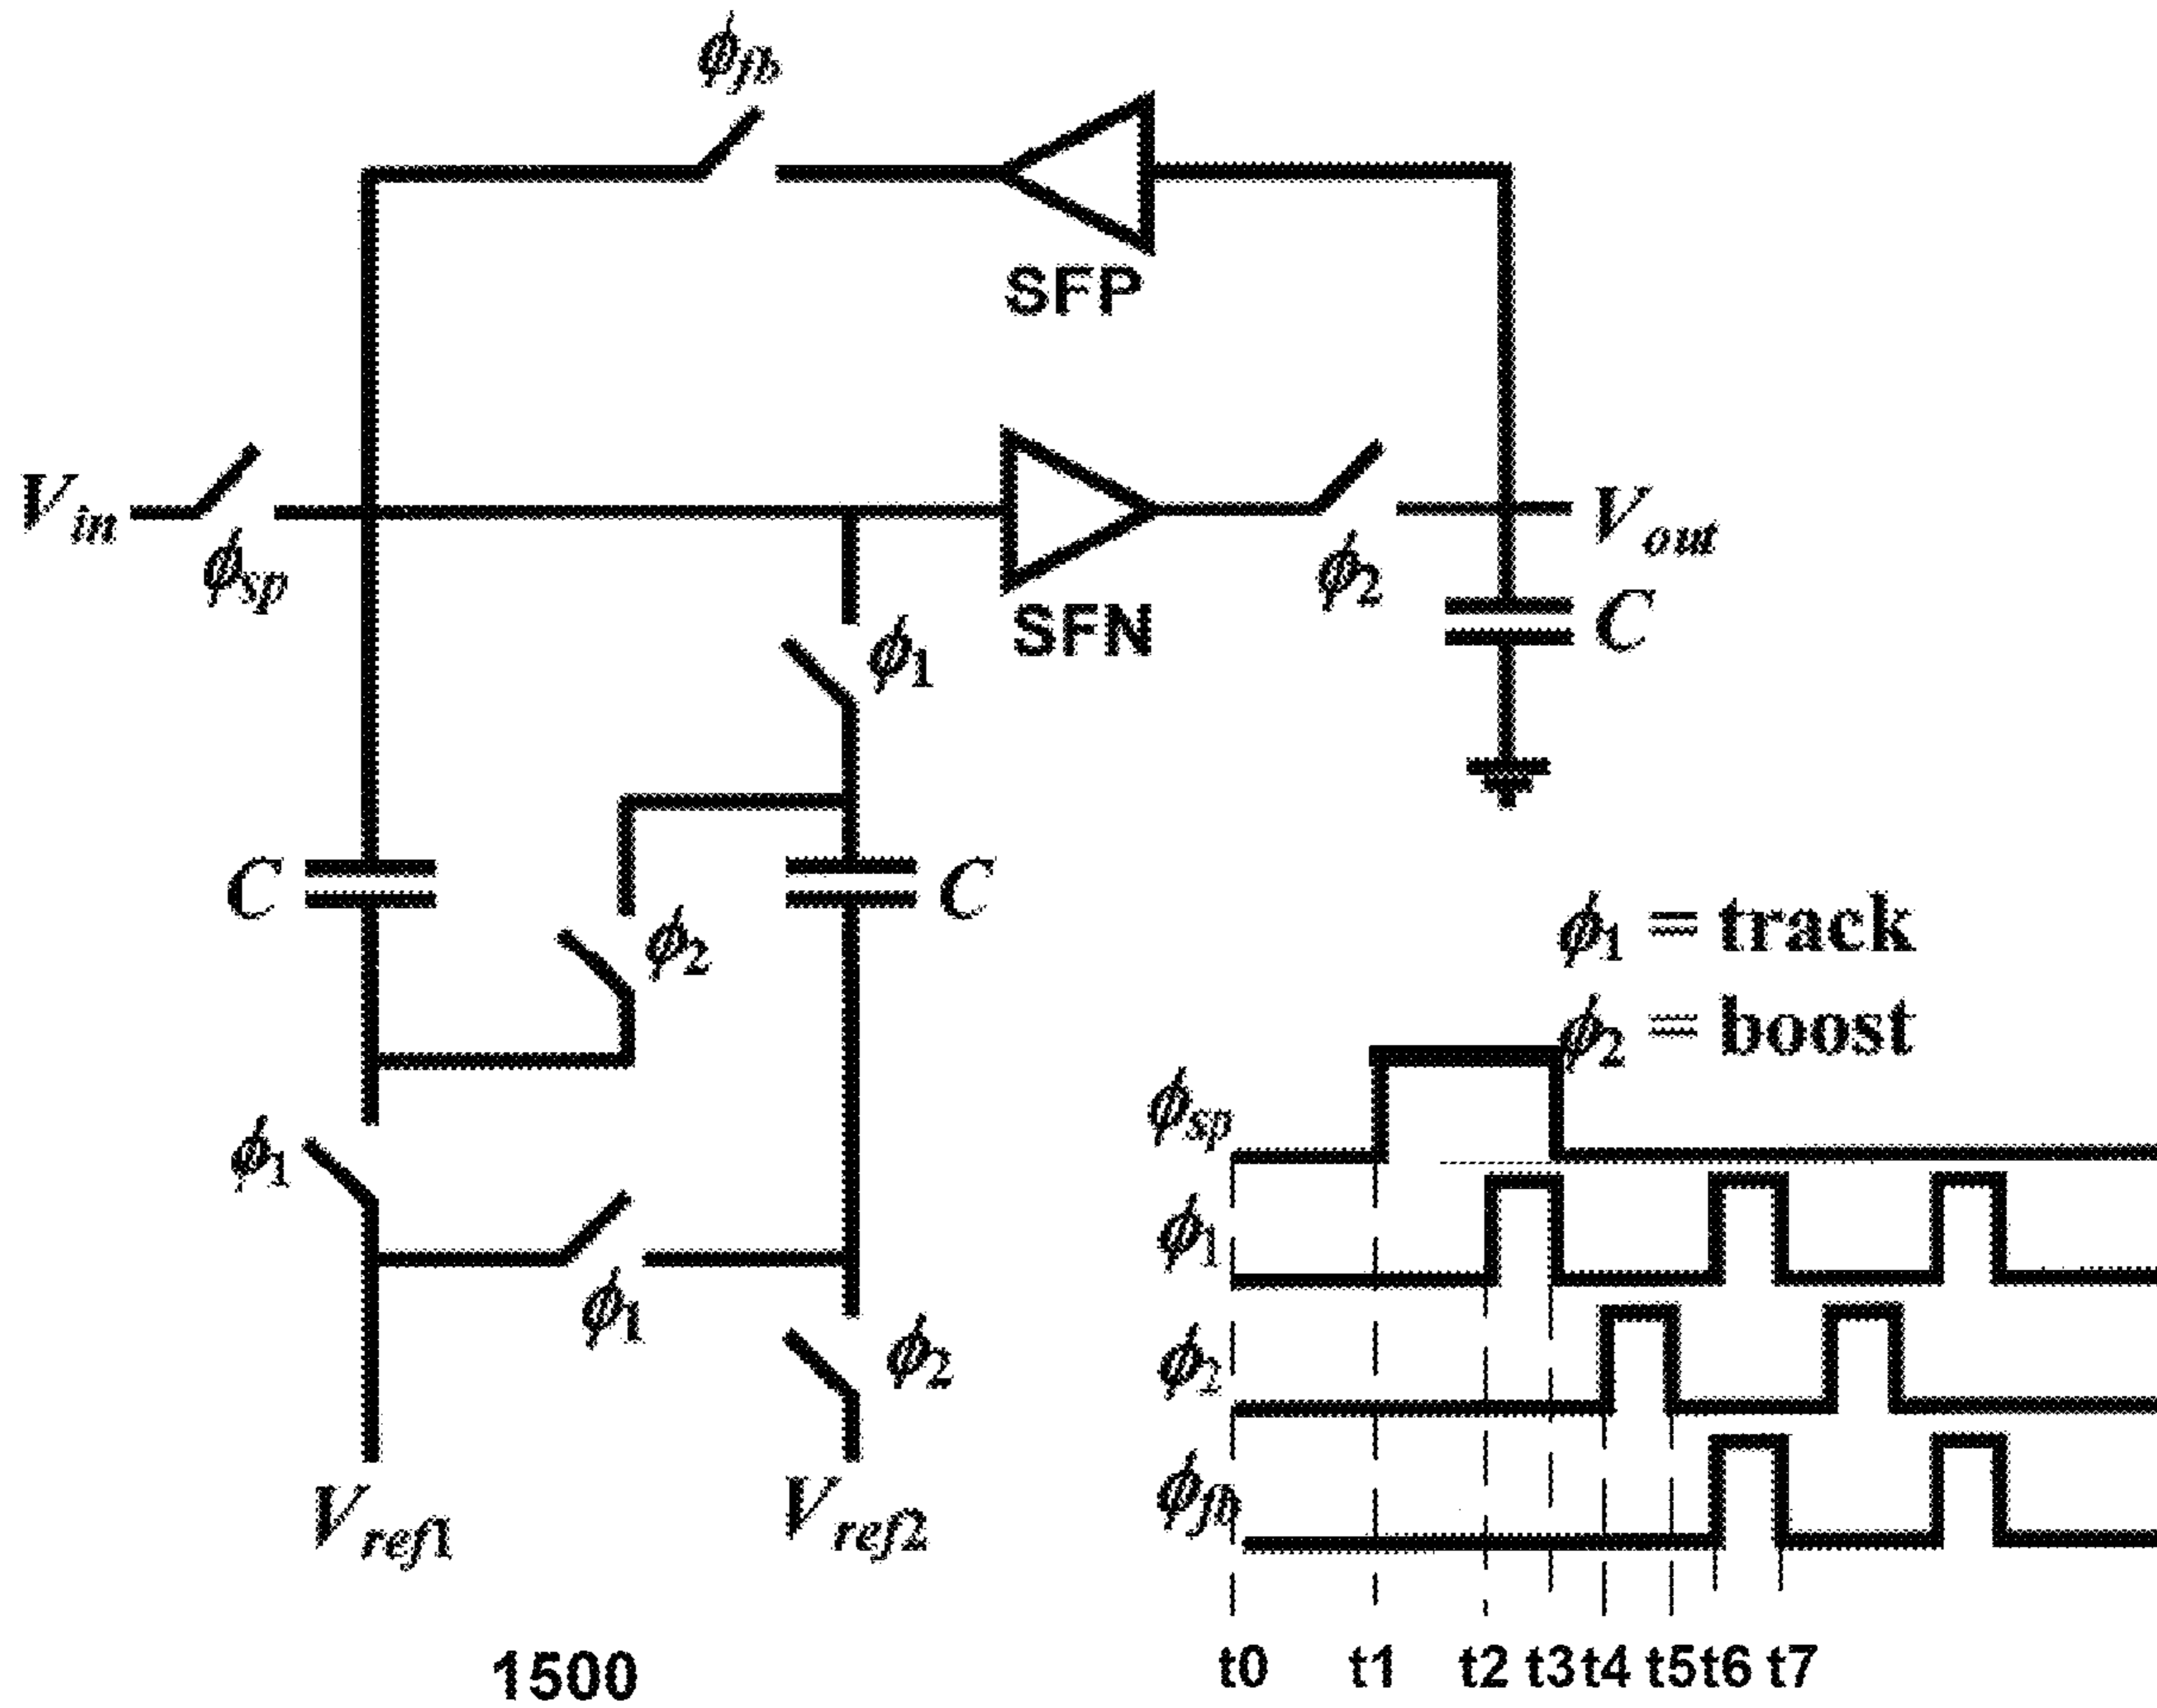 ϕfb
SFP
Vin
ϕsp
SFN
ϕ2
Vout
C
ϕ1
C
ϕ2
C
ϕ1 = track
ϕ2 = boost
ϕ1
ϕ1
ϕ2
Vref1
Vref2
ϕsp
ϕ1
ϕ2
ϕfb
t0 t1 t2 t3 t4 t5 t6 t7
1500